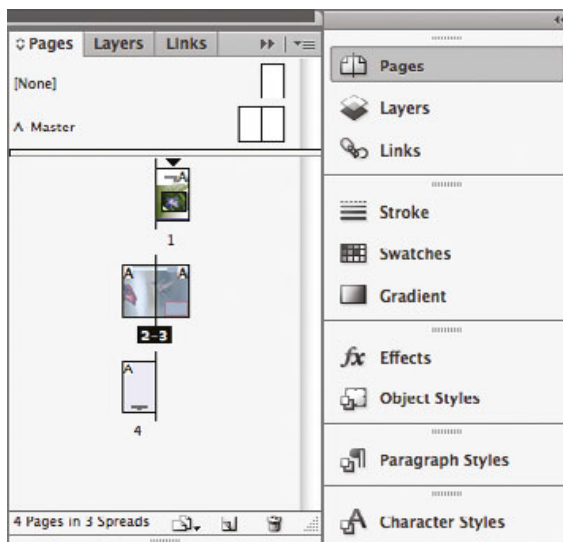 Pages Layers Links
[None]
A Master
A
1
A A
2-3
A
4
4 Pages in 3 Spreads
Pages
Layers
Links
Stroke
Swatches
Gradient
fx Effects
Object Styles
Paragraph Styles
A Character Styles